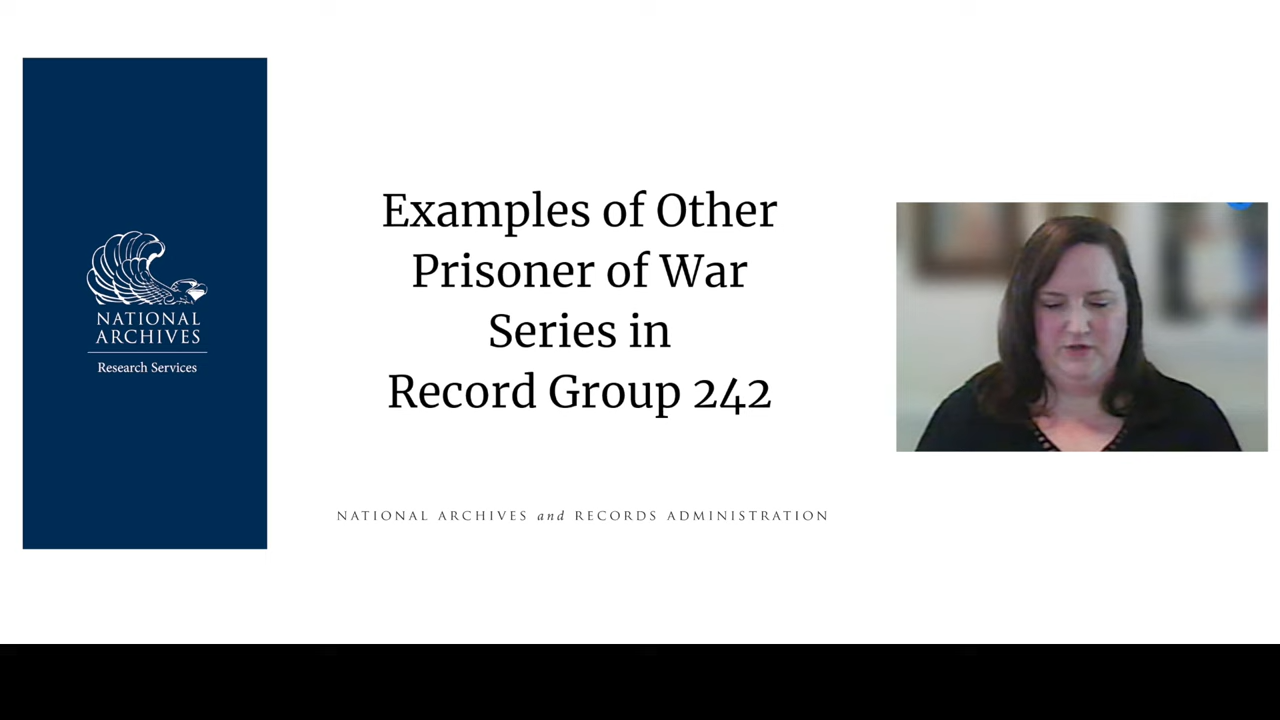 NATIONAL
ARCHIVES
Research Services
Examples of Other
Prisoner of War
Series in
Record Group 242
NATIONAL ARCHIVES and RECORDS ADMINISTRATION